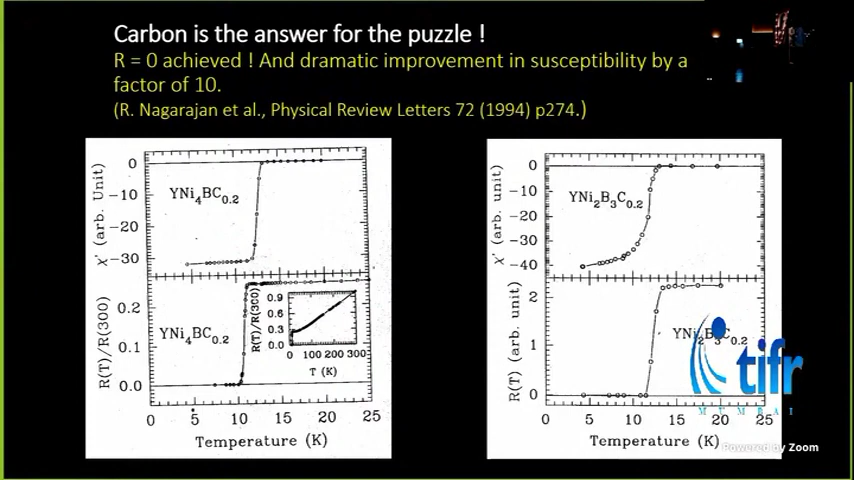 Carbon is the answer for the puzzle !
R = 0 achieved ! And dramatic improvement in susceptibility by a
factor of 10.
(R. Nagarajan et al., Physical Review Letters 72 (1994) p274.)
χ' (arb. Unit)
0
−10
−20
−30
YNi4BC0.2
R(T)/R(300)
0.2
0.1
0.0
YNi4BC0.2
R(T)/R(300)
0.9
0.6
0.3
0.0
0 100 200 300
T (K)
0 5 10 15 20 25
Temperature (K)
χ' (arb. unit)
0
−10
−20
−30
−40
YNi2B3C0.2
R(T) (arb. unit)
2
1
0
YNi2B3C0.2
0 5 10 15 20 25
Temperature (K)
tifr
MUMBAI
Powered by Zoom